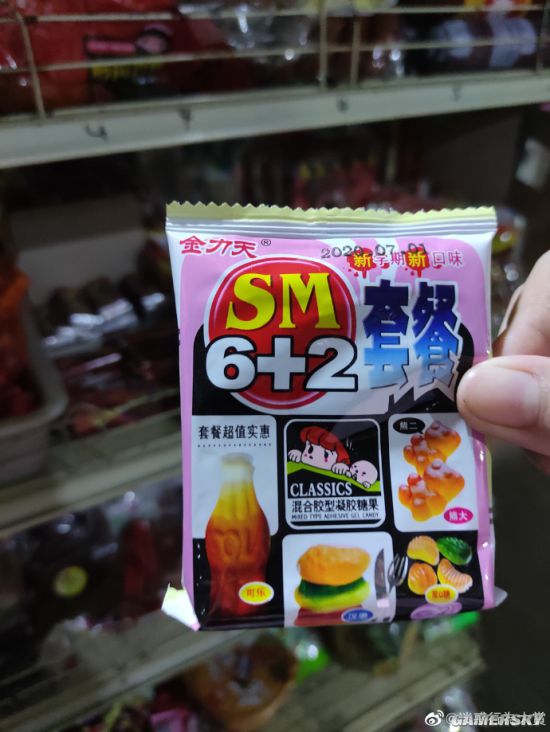 金力天®
2020 07 01
新学期新口味
SM
6+2
套餐
套餐超值实惠
熊二
CLASSICS
混合胶型凝胶糖果
MIXED TYPE ADHESIVE GEL CANDY
熊大
可乐
汉堡
GAMERSKY